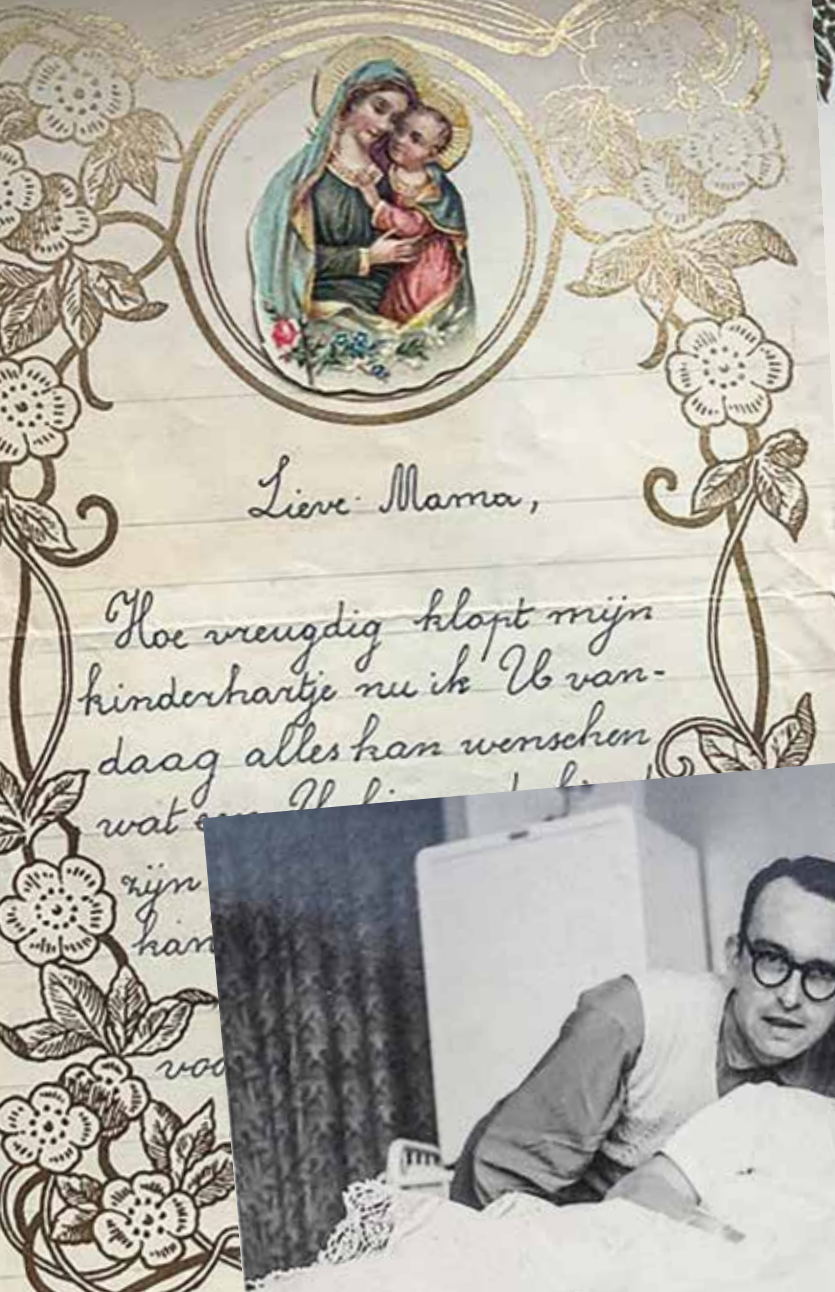 Lieve Mama,
Hoe vreugdig klopt mijn
kinderhartje nu ik U van-
daag alles kan wenschen
wat
zijn
kan